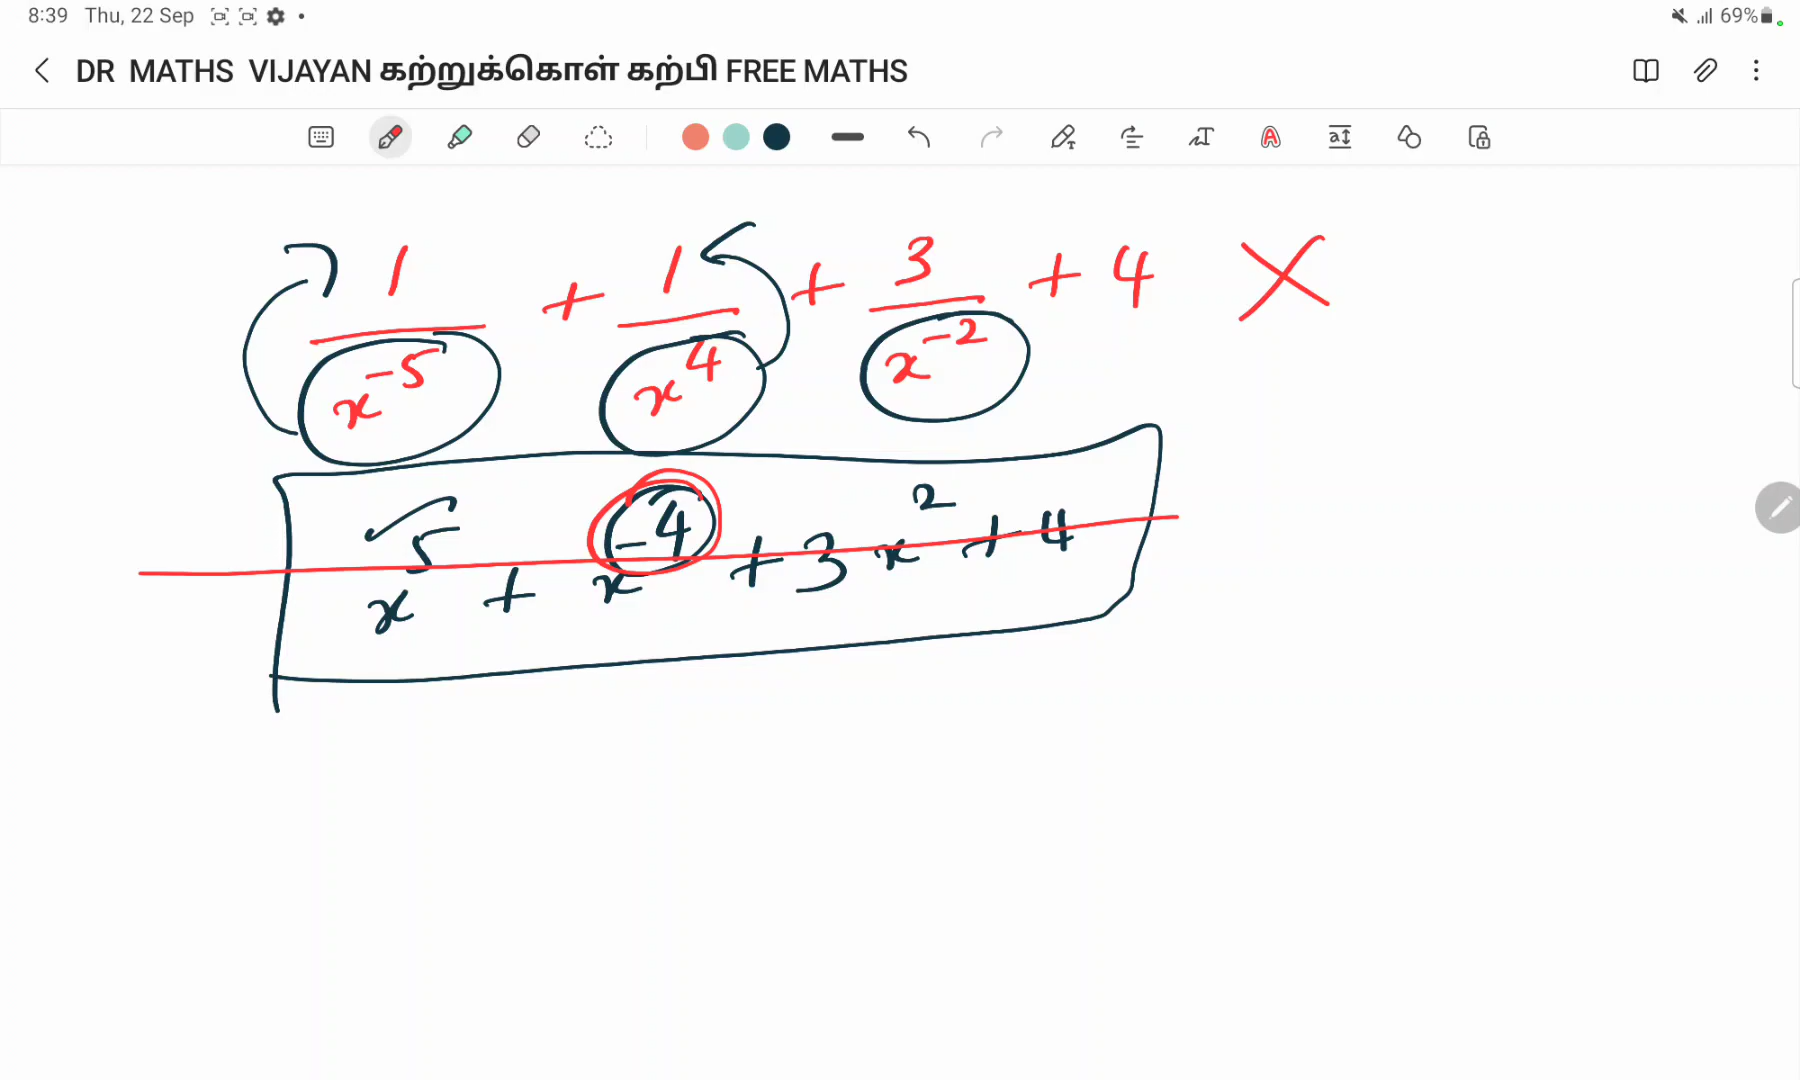 8:39 Thu, 22 Sep 69%
DR MATHS VIJAYAN கற்றுக்கொள் கற்பி FREE MATHS
1/x^-5 + 1/x^4 + 3/x^-2 + 4 X
x^5 + x^-4 + 3x^2 + 4